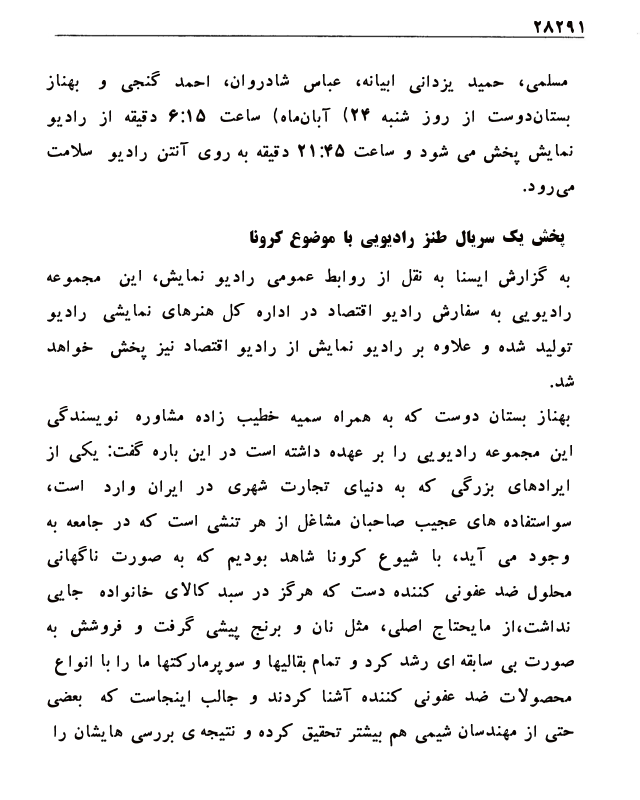 ۲۸۲۹۱
مسلمی، حمید یزدانی ابیانه، عباس شادروان، احمد گنجی و بهناز
بستان‌دوست از روز شنبه ۲۴) آبان‌ماه) ساعت ۶:۱۵ دقیقه از رادیو
نمایش پخش می شود و ساعت ۲۱:۴۵ دقیقه به روی آنتن رادیو سلامت
می‌رود.
پخش یک سریال طنز رادیویی با موضوع کرونا
به گزارش ایسنا به نقل از روابط عمومی رادیو نمایش، این مجموعه
رادیویی به سفارش رادیو اقتصاد در اداره کل هنرهای نمایشی رادیو
تولید شده و علاوه بر رادیو نمایش از رادیو اقتصاد نیز پخش خواهد
شد.
بهناز بستان دوست که به همراه سمیه خطیب زاده مشاوره نویسندگی
این مجموعه رادیویی را بر عهده داشته است در این باره گفت: یکی از
ایرادهای بزرگی که به دنیای تجارت شهری در ایران وارد است،
سواستفاده های عجیب صاحبان مشاغل از هر تنشی است که در جامعه به
وجود می آید، با شیوع کرونا شاهد بودیم که به صورت ناگهانی
محلول ضد عفونی کننده دست که هرگز در سبد کالای خانواده جایی
نداشت،از مایحتاج اصلی، مثل نان و برنج پیشی گرفت و فروشش به
صورت بی سابقه ای رشد کرد و تمام بقالیها و سوپرمارکتها ما را با انواع
محصولات ضد عفونی کننده آشنا کردند و جالب اینجاست که بعضی
حتی از مهندسان شیمی هم بیشتر تحقیق کرده و نتیجه ی بررسی هایشان را